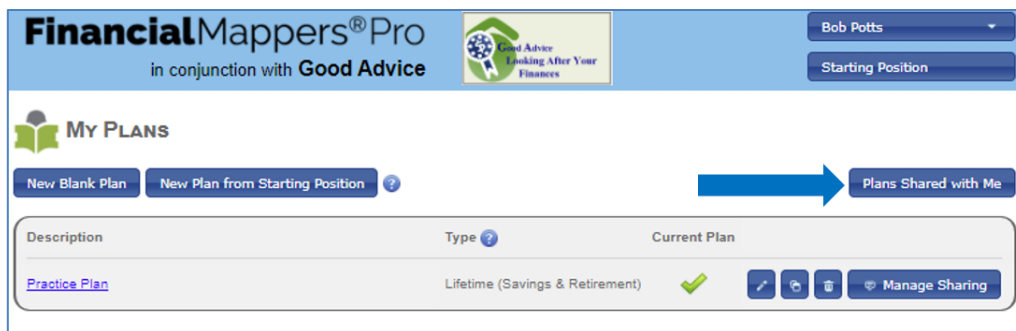 FinancialMappers®Pro
in conjunction with Good Advice
Good Advice
Looking After Your
Finances
Bob Potts
Starting Position
MY PLANS
New Blank Plan
New Plan from Starting Position
?
Plans Shared with Me
Description
Type ?
Current Plan
Practice Plan
Lifetime (Savings & Retirement)
Manage Sharing